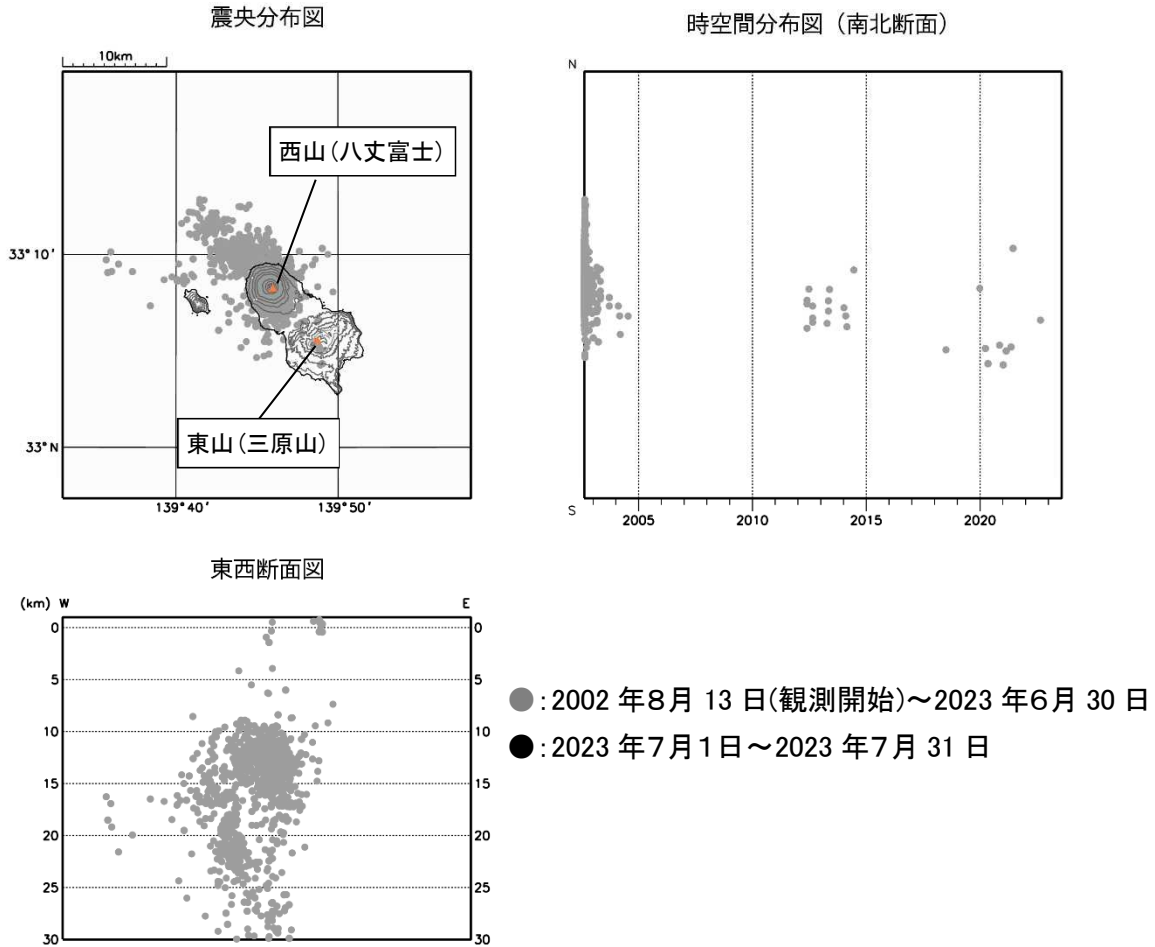 震央分布図
10km
西山(八丈富士)
33°10′
東山(三原山)
33°N
139°40′ 139°50′
時空間分布図(南北断面)
N
S
2005 2010 2015 2020
東西断面図
(km) W E
0 0
5 5
10 10
15 15
20 20
25 25
30 30
●:2002 年8月 13 日(観測開始)~2023 年6月 30 日
●:2023 年7月1日~2023 年7月 31 日